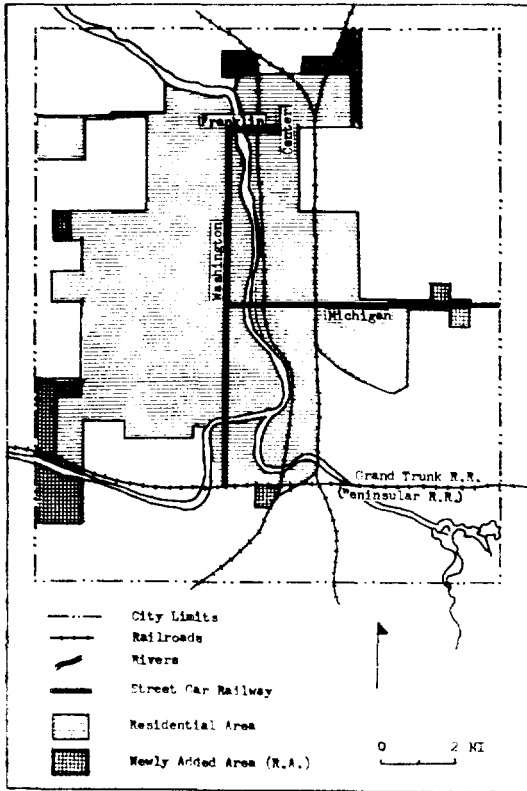 Franklin
Center
Washington
Michigan
Grand Trunk R.R.
(Peninsular R.R.)
City Limits
Railroads
Rivers
Street Car Railway
Residential Area
Newly Added Area (R.A.)
0 2 MI